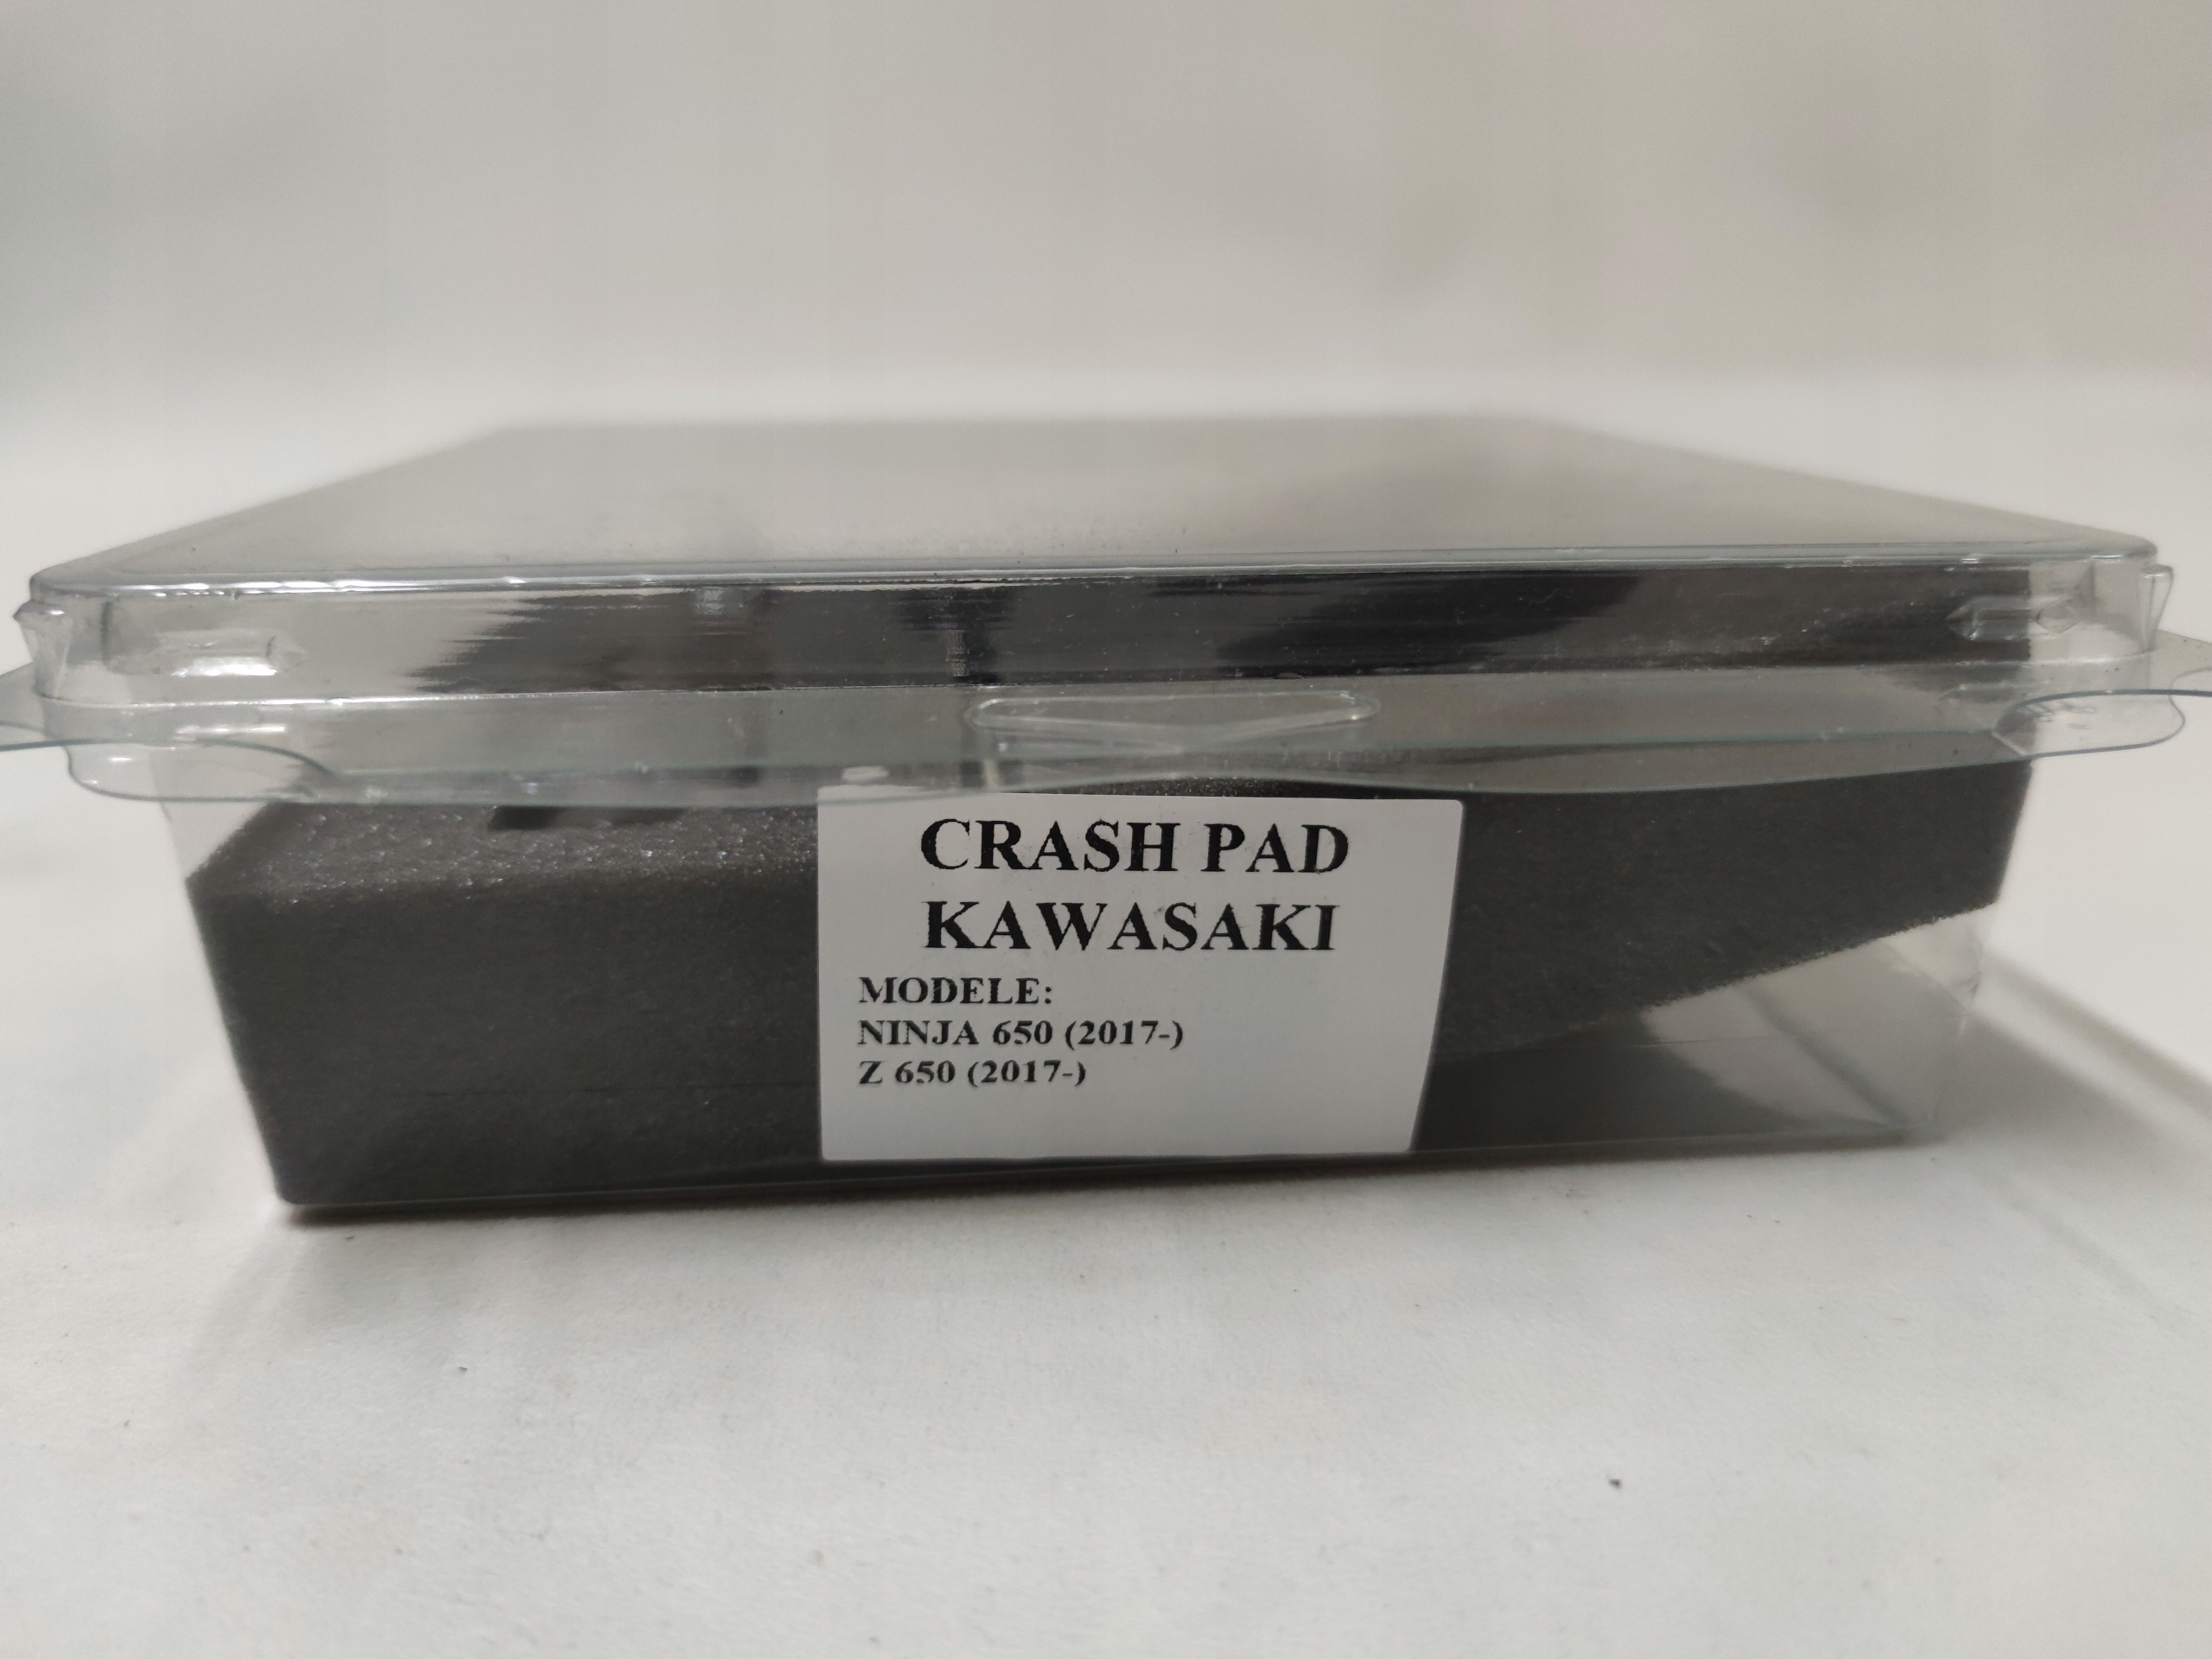 CRASH PAD
KAWASAKI
MODELE:
NINJA 650 (2017-)
Z 650 (2017-)